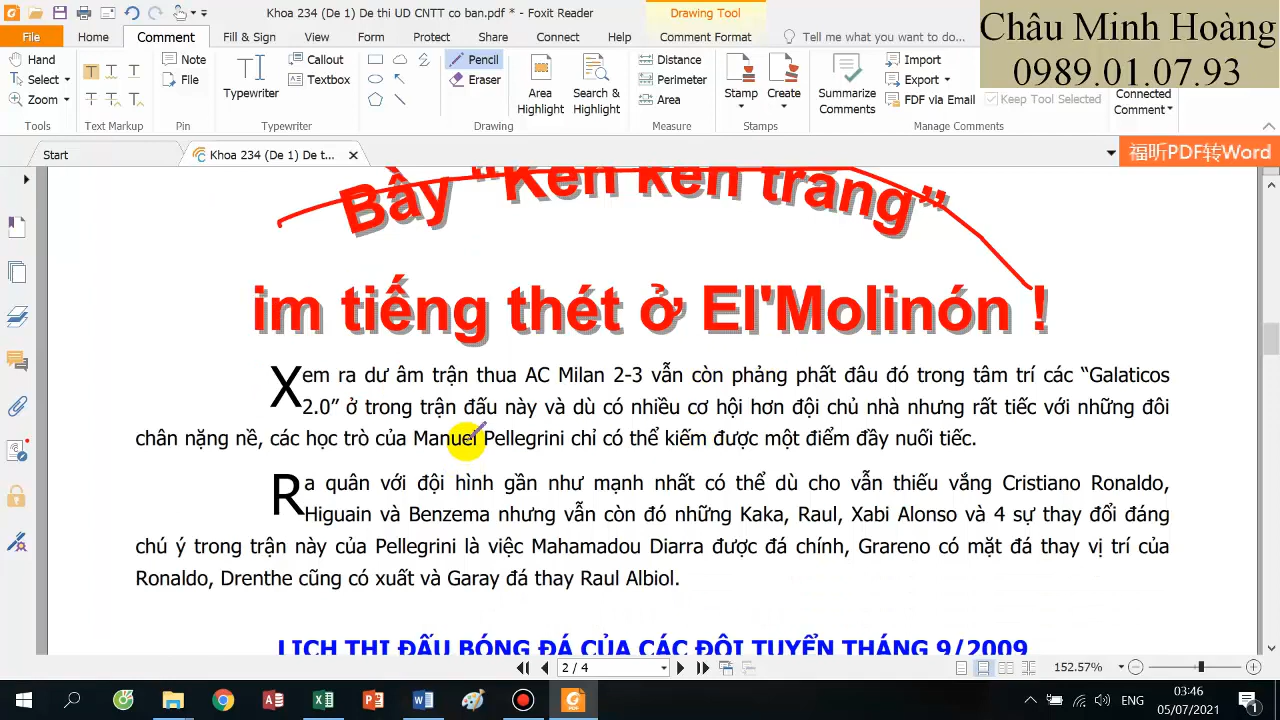 Khoa 234 (De 1) De thi UD CNTT co ban.pdf * - Foxit Reader
Drawing Tool
Châu Minh Hoàng
0989.01.07.93
File Home Comment Fill & Sign View Form Protect Share Connect Help Comment Format Tell me what you want to do...
Hand Note Callout Pencil Distance Import
Select File Textbox Eraser Perimeter Export
Zoom Typewriter Area Highlight Search & Highlight Area Stamp Create Summarize Comments FDF via Email Keep Tool Selected Connected Comment
Tools Text Markup Pin Typewriter Drawing Measure Stamps Manage Comments
Start Khoa 234 (De 1) De t... 福昕PDF转Word
Bầy "Kền kền trắng"
im tiếng thét ở El'Molinón !
Xem ra dư âm trận thua AC Milan 2-3 vẫn còn phảng phất đâu đó trong tâm trí các “Galaticos
2.0” ở trong trận đấu này và dù có nhiều cơ hội hơn đội chủ nhà nhưng rất tiếc với những đôi
chân nặng nề, các học trò của Manuel Pellegrini chỉ có thể kiếm được một điểm đầy nuối tiếc.
Ra quân với đội hình gần như mạnh nhất có thể dù cho vẫn thiếu vắng Cristiano Ronaldo,
Higuain và Benzema nhưng vẫn còn đó những Kaka, Raul, Xabi Alonso và 4 sự thay đổi đáng
chú ý trong trận này của Pellegrini là việc Mahamadou Diarra được đá chính, Grareno có mặt đá thay vị trí của
Ronaldo, Drenthe cũng có xuất và Garay đá thay Raul Albiol.
LỊCH THI ĐẤU BÓNG ĐÁ CỦA CÁC ĐỘI TUYỂN THÁNG 9/2009
2 / 4 152.57%
ENG 03:46
05/07/2021